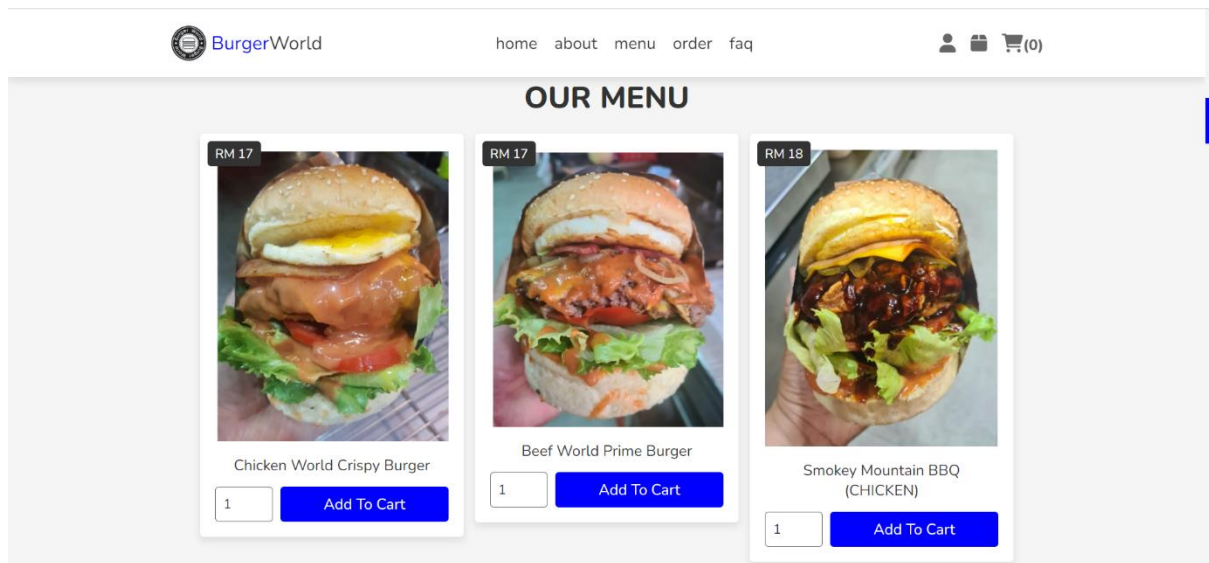 BurgerWorld
home about menu order faq
(0)
OUR MENU
RM 17
Chicken World Crispy Burger
1
Add To Cart
RM 17
Beef World Prime Burger
1
Add To Cart
RM 18
Smokey Mountain BBQ
(CHICKEN)
1
Add To Cart